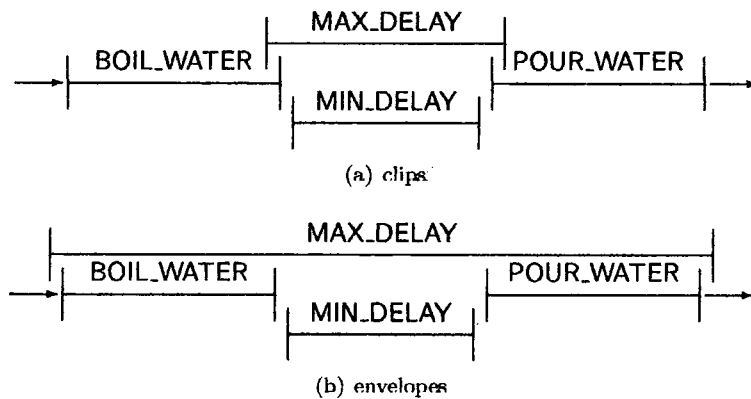 MAX_DELAY
BOIL_WATER POUR_WATER
MIN_DELAY
(a) clips
MAX_DELAY
BOIL_WATER POUR_WATER
MIN_DELAY
(b) envelopes